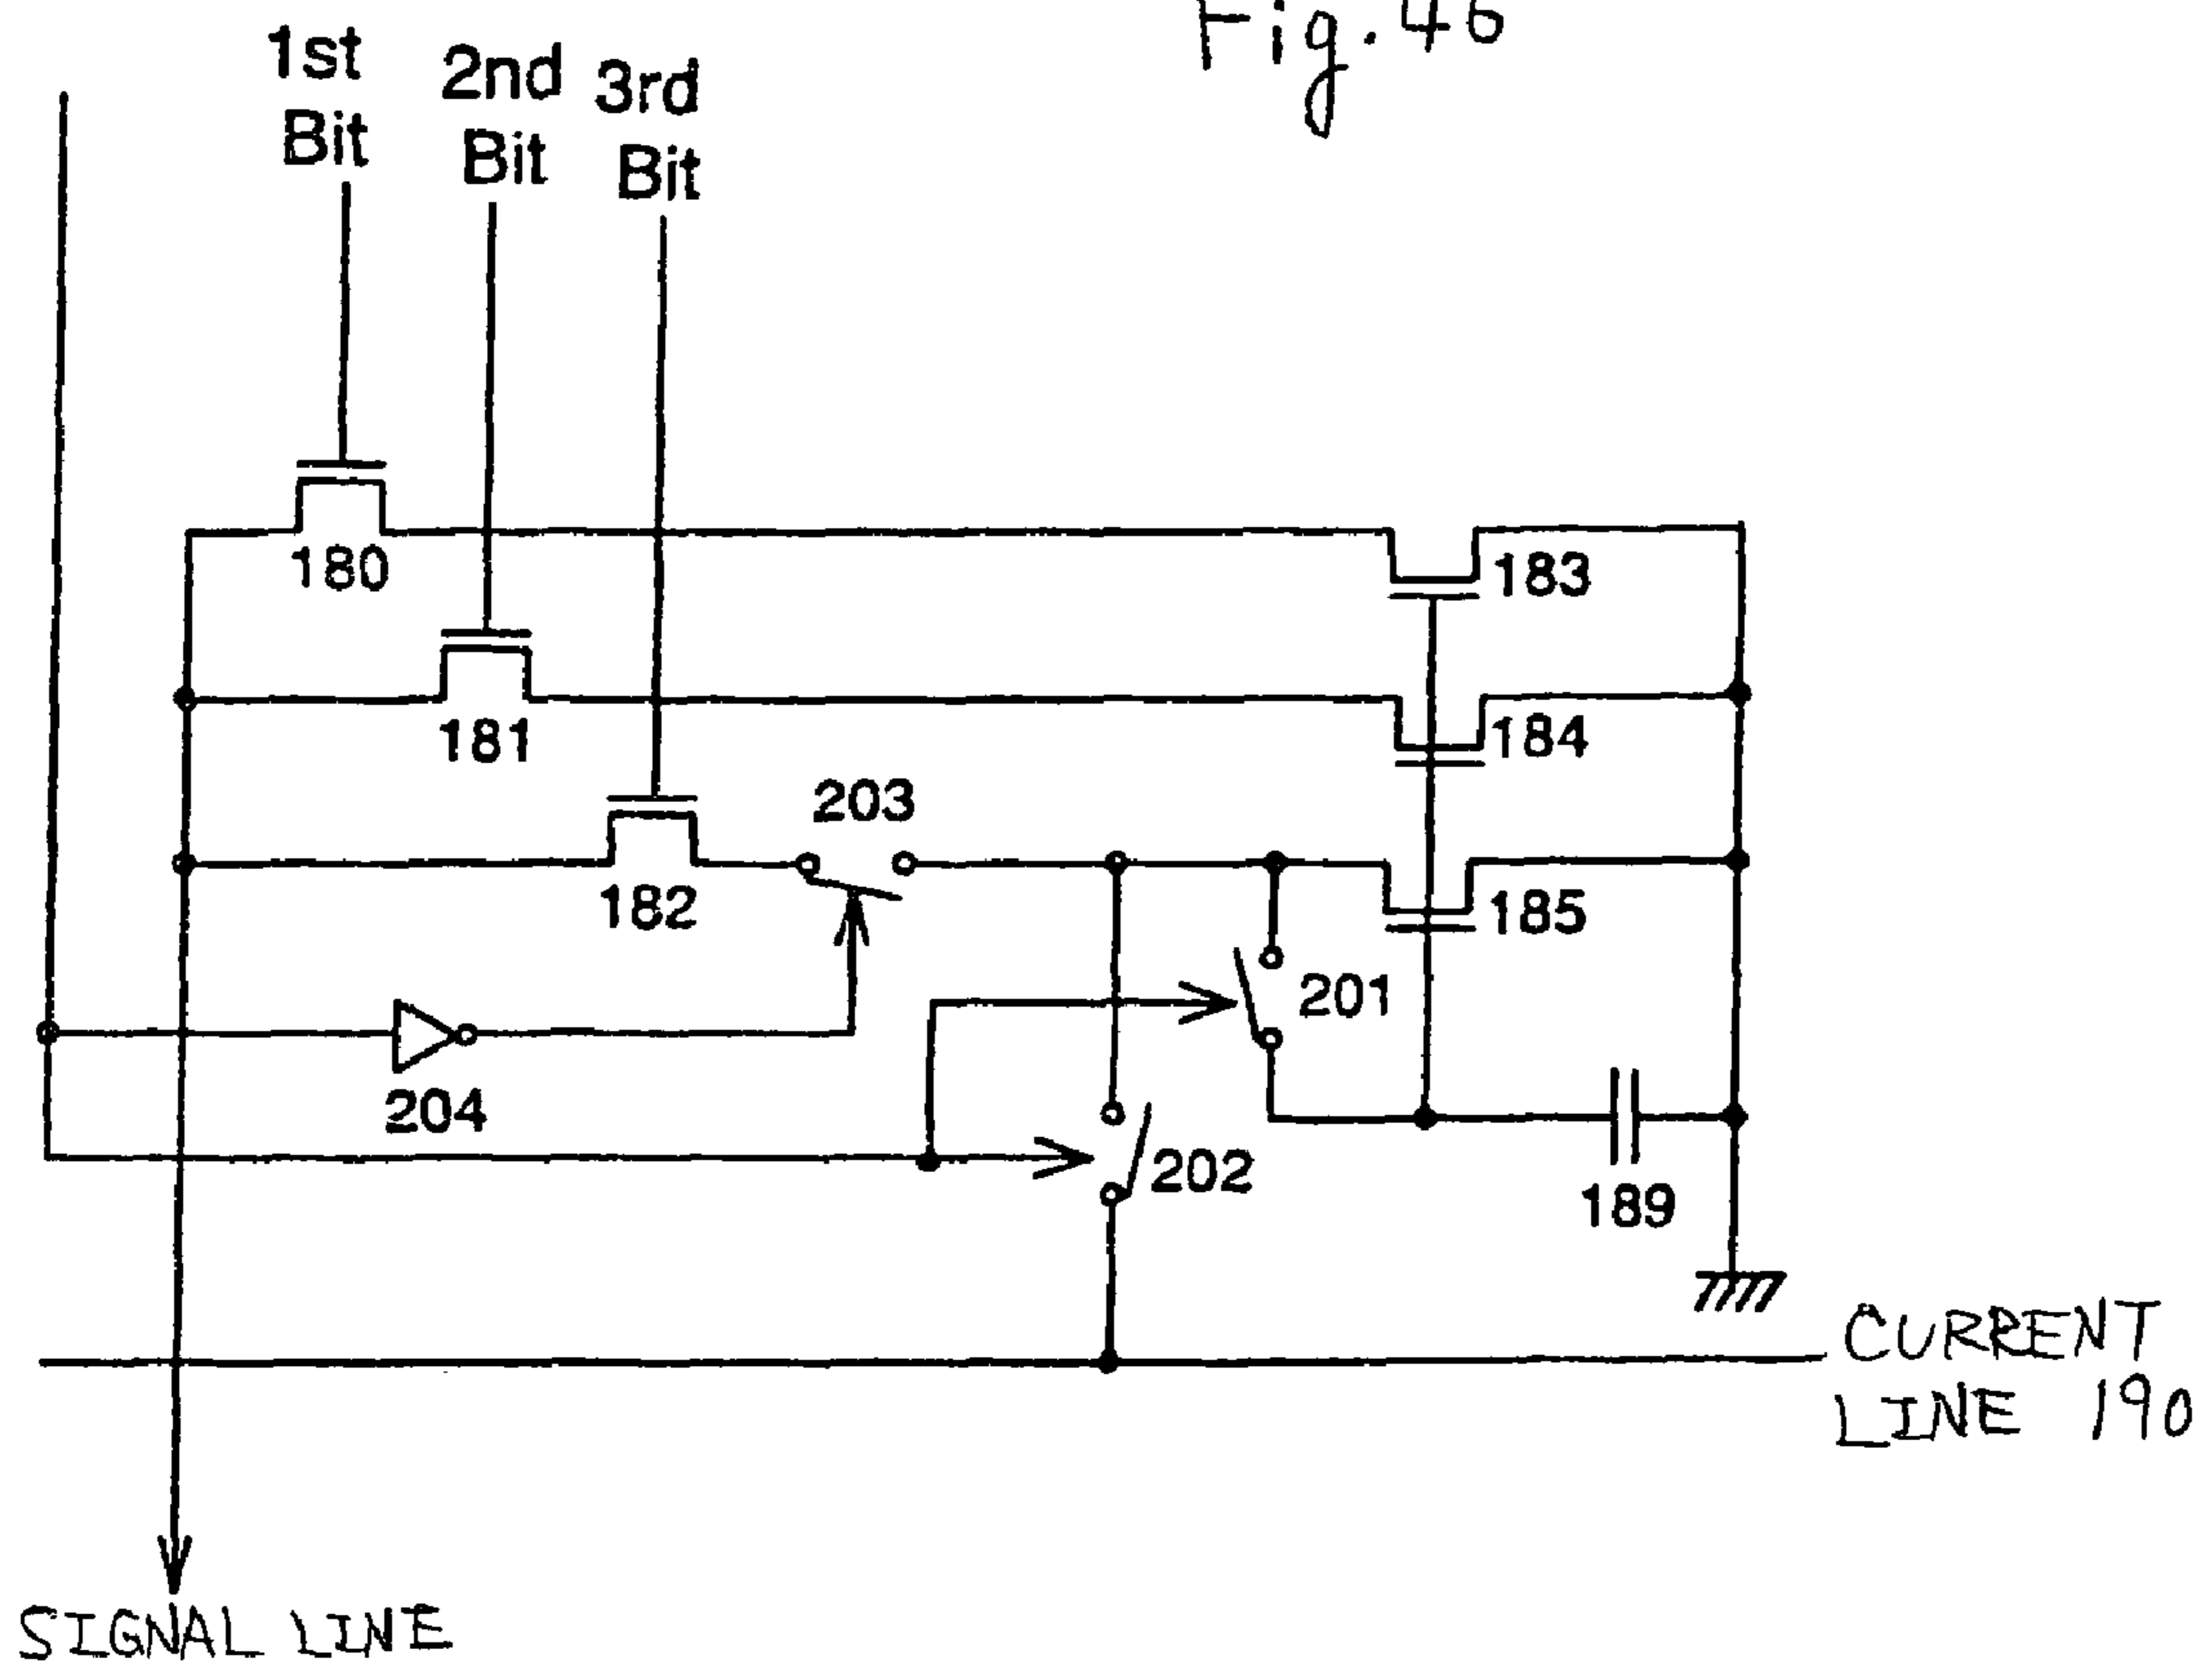 Fig. 46
1st
Bit
2nd
Bit
3rd
Bit
180
183
181
184
203
182
185
201
204
202
189
CURRENT
LINE 190
SIGNAL LINE